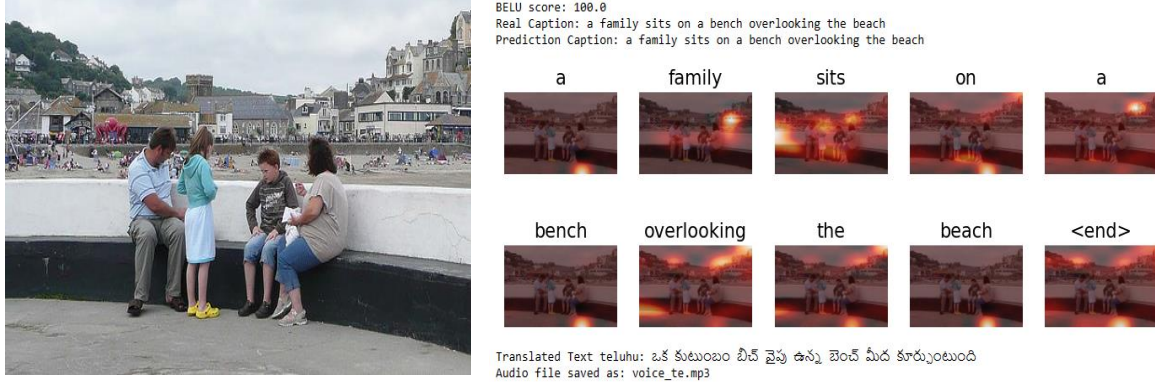 BELU score: 100.0
Real Caption: a family sits on a bench overlooking the beach
Prediction Caption: a family sits on a bench overlooking the beach
a family sits on a
bench overlooking the beach <end>
Translated Text teluhu: ఒక కుటుంబం బీచ్ వైపు ఉన్న బెంచ్ మీద కూర్చుంటుంది
Audio file saved as: voice_te.mp3